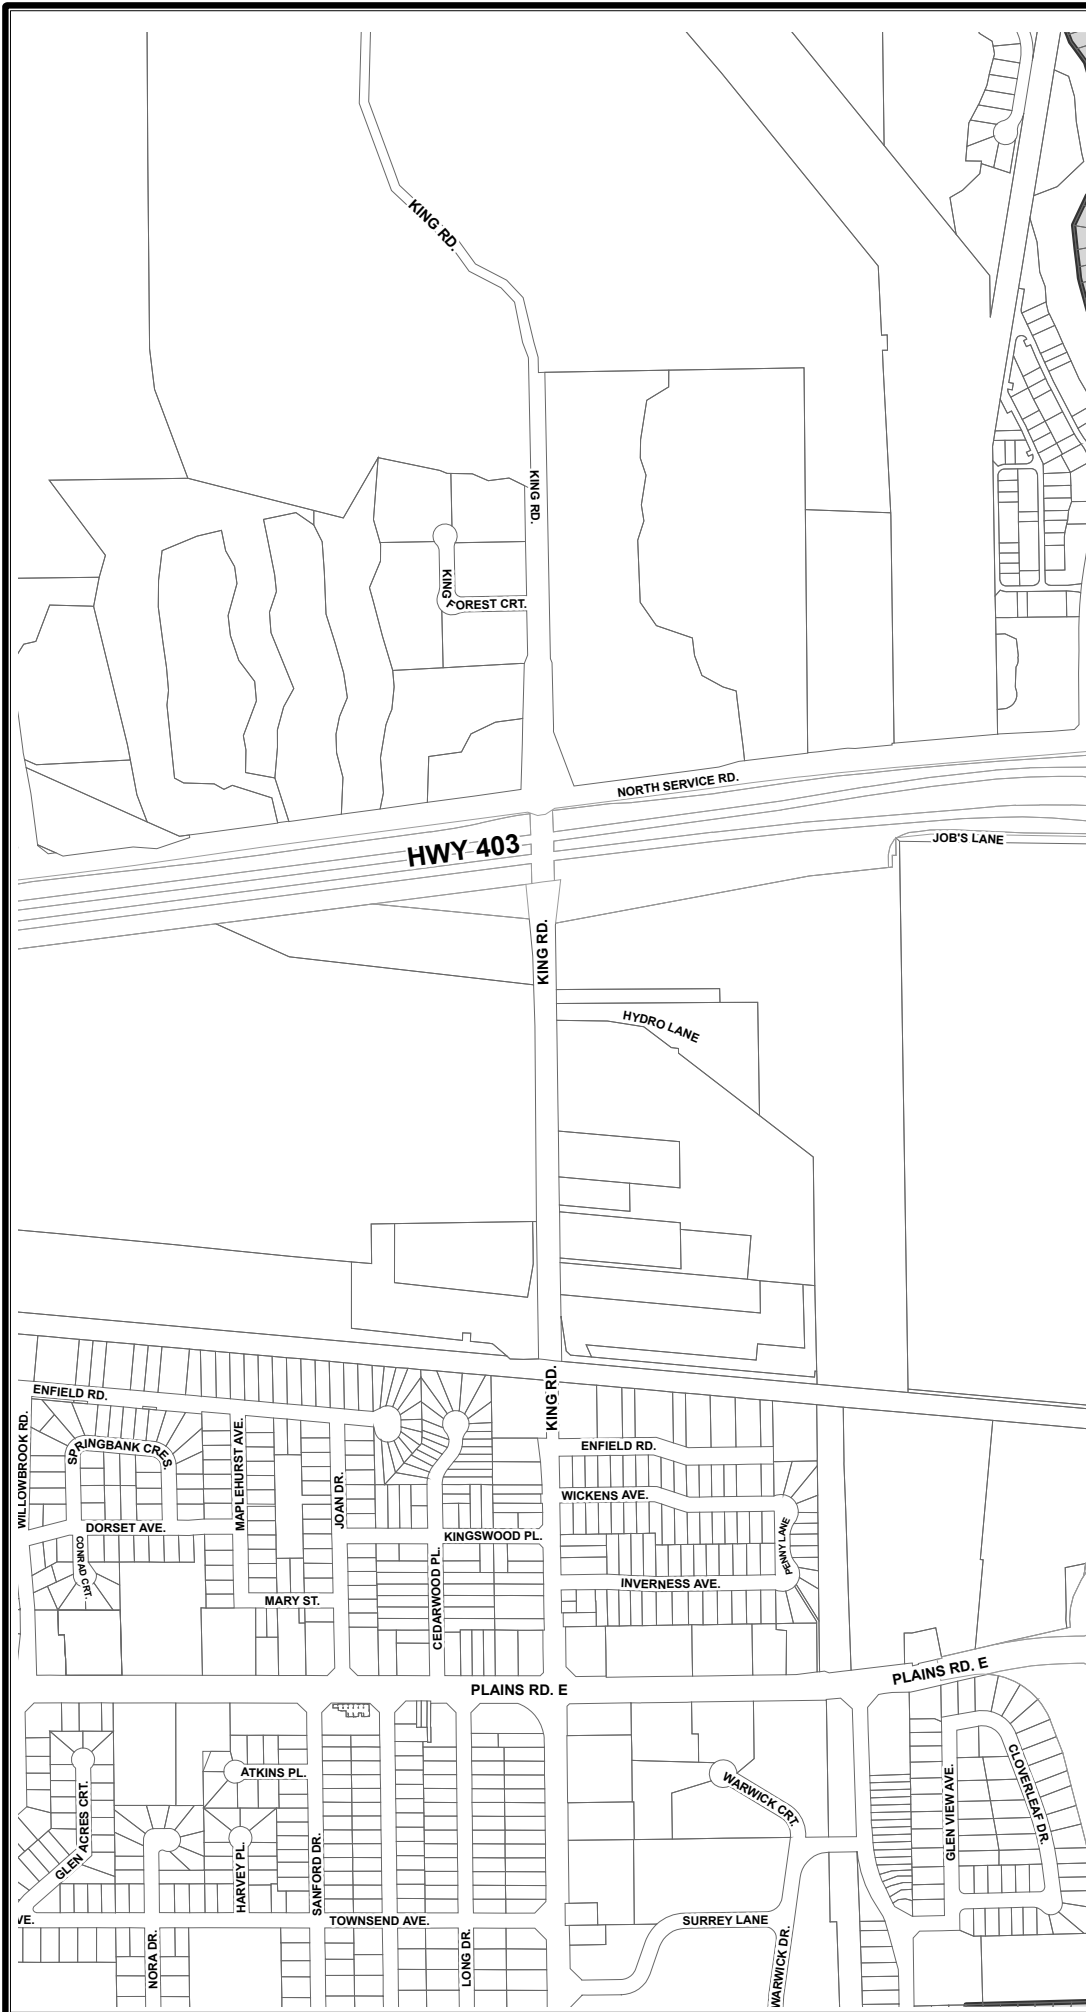 KING RD.
KING RD.
KING
FOREST CRT.
NORTH SERVICE RD.
HWY 403
JOB'S LANE
KING RD.
HYDRO LANE
KING RD.
ENFIELD RD.
WILLOWBROOK RD.
SPRINGBANK CRES.
MAPLEHURST AVE.
JOAN DR.
ENFIELD RD.
WICKENS AVE.
DORSET AVE.
KINGSWOOD PL.
PENNY LANE
CONRAD CRT.
CEDARWOOD PL.
INVERNESS AVE.
MARY ST.
PLAINS RD. E
PLAINS RD. E
ATKINS PL.
WARWICK CRT.
CLOVERLEAF DR.
GLEN VIEW AVE.
GLEN ACRES CRT.
HARVEY PL.
SANFORD DR.
VE.
TOWNSEND AVE.
SURREY LANE
NORA DR.
LONG DR.
WARWICK DR.